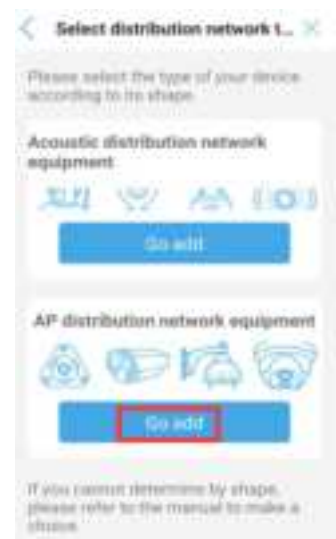 Select distribution network t...
Please select the type of your device
according to its shape.
Acoustic distribution network
equipment
Go edit
AP distribution network equipment
Go edit
If you cannot determine by shape,
please refer to the manual to make a
choice